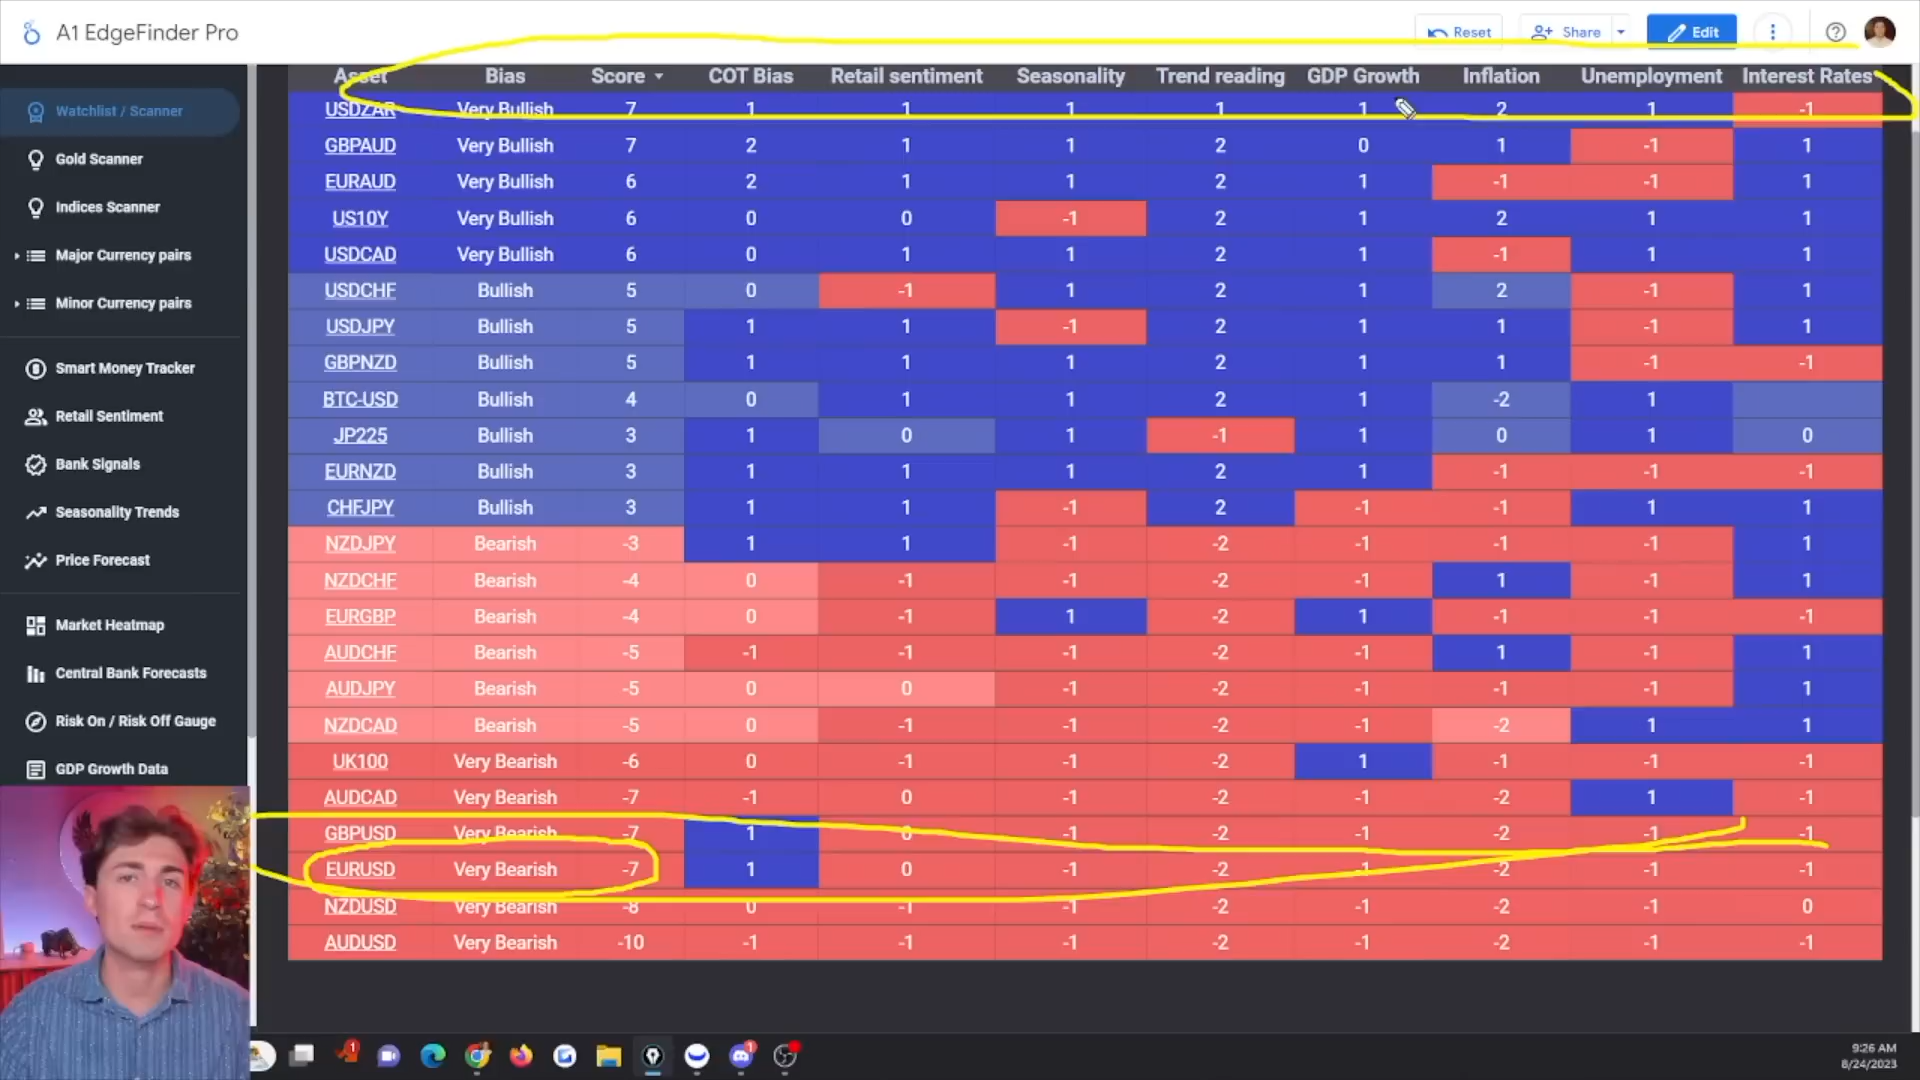 A1 EdgeFinder Pro
Reset
Share
Edit
Watchlist / Scanner
Gold Scanner
Indices Scanner
Major Currency pairs
Minor Currency pairs
Smart Money Tracker
Retail Sentiment
Bank Signals
Seasonality Trends
Price Forecast
Market Heatmap
Central Bank Forecasts
Risk On / Risk Off Gauge
GDP Growth Data
Asset Bias Score COT Bias Retail sentiment Seasonality Trend reading GDP Growth Inflation Unemployment Interest Rates
USDZAR Very Bullish 7 1 1 1 1 1 2 1 -1
GBPAUD Very Bullish 7 2 1 1 2 0 1 -1 1
EURAUD Very Bullish 6 2 1 1 2 1 -1 -1 1
US10Y Very Bullish 6 0 0 -1 2 1 2 1 1
USDCAD Very Bullish 6 0 1 1 2 1 -1 1 1
USDCHF Bullish 5 0 -1 1 2 1 2 -1 1
USDJPY Bullish 5 1 1 -1 2 1 1 -1 1
GBPNZD Bullish 5 1 1 1 2 1 1 -1 -1
BTC-USD Bullish 4 0 1 1 2 1 -2 1
JP225 Bullish 3 1 0 1 -1 1 0 1 0
EURNZD Bullish 3 1 1 1 2 1 -1 -1 -1
CHFJPY Bullish 3 1 1 -1 2 -1 -1 1 1
NZDJPY Bearish -3 1 1 -1 -2 -1 -1 -1 1
NZDCHF Bearish -4 0 -1 -1 -2 -1 1 -1 1
EURGBP Bearish -4 0 -1 1 -2 1 -1 -1 -1
AUDCHF Bearish -5 -1 -1 -1 -2 -1 1 -1 1
AUDJPY Bearish -5 0 0 -1 -2 -1 -1 -1 1
NZDCAD Bearish -5 0 -1 -1 -2 -1 -2 1 1
UK100 Very Bearish -6 0 -1 -1 -2 1 -1 -1 -1
AUDCAD Very Bearish -7 -1 0 -1 -2 -1 -2 1 -1
GBPUSD Very Bearish -7 1 0 -1 -2 -1 -2 -1 -1
EURUSD Very Bearish -7 1 0 -1 -2 -1 -2 -1 -1
NZDUSD Very Bearish -8 0 -1 -1 -2 -1 -2 -1 0
AUDUSD Very Bearish -10 -1 -1 -1 -2 -1 -2 -1 -1
1
1
9:26 AM
8/24/2023